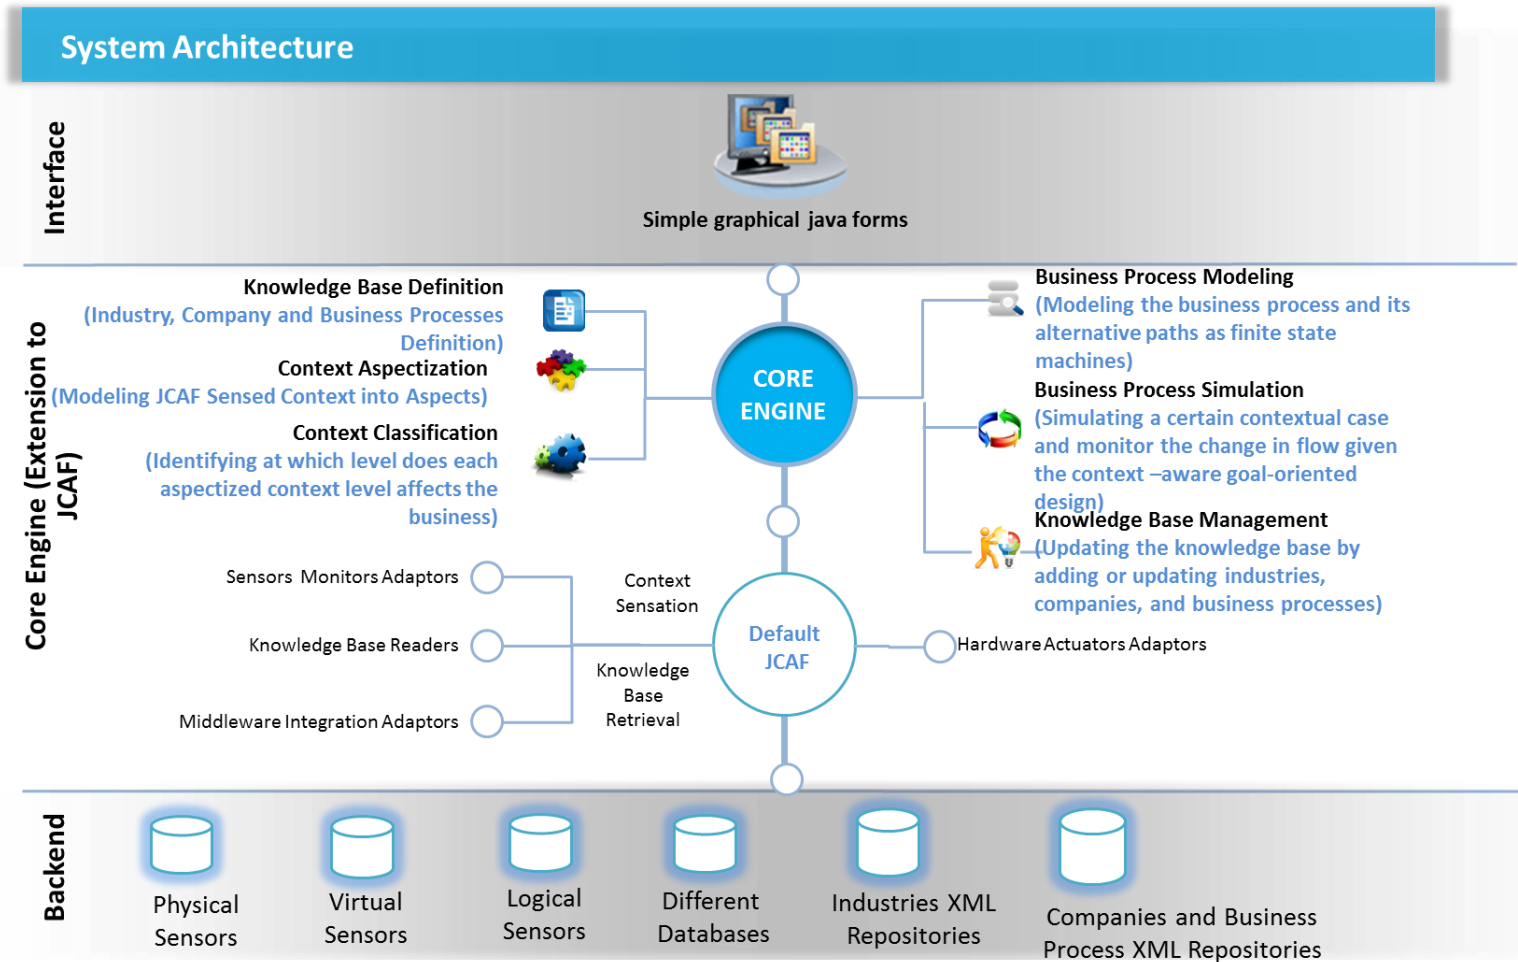 System Architecture
Interface
Simple graphical java forms
Core Engine (Extension to
JCAF)
Knowledge Base Definition
(Industry, Company and Business Processes
Definition)
Context Aspectization
(Modeling JCAF Sensed Context into Aspects)
Context Classification
(Identifying at which level does each
aspectized context level affects the
business)
CORE
ENGINE
Business Process Modeling
(Modeling the business process and its
alternative paths as finite state
machines)
Business Process Simulation
(Simulating a certain contextual case
and monitor the change in flow given
the context –aware goal-oriented
design)
Knowledge Base Management
(Updating the knowledge base by
adding or updating industries,
companies, and business processes)
Sensors Monitors Adaptors
Knowledge Base Readers
Middleware Integration Adaptors
Context
Sensation
Knowledge
Base
Retrieval
Default
JCAF
Hardware Actuators Adaptors
Backend
Physical
Sensors
Virtual
Sensors
Logical
Sensors
Different
Databases
Industries XML
Repositories
Companies and Business
Process XML Repositories